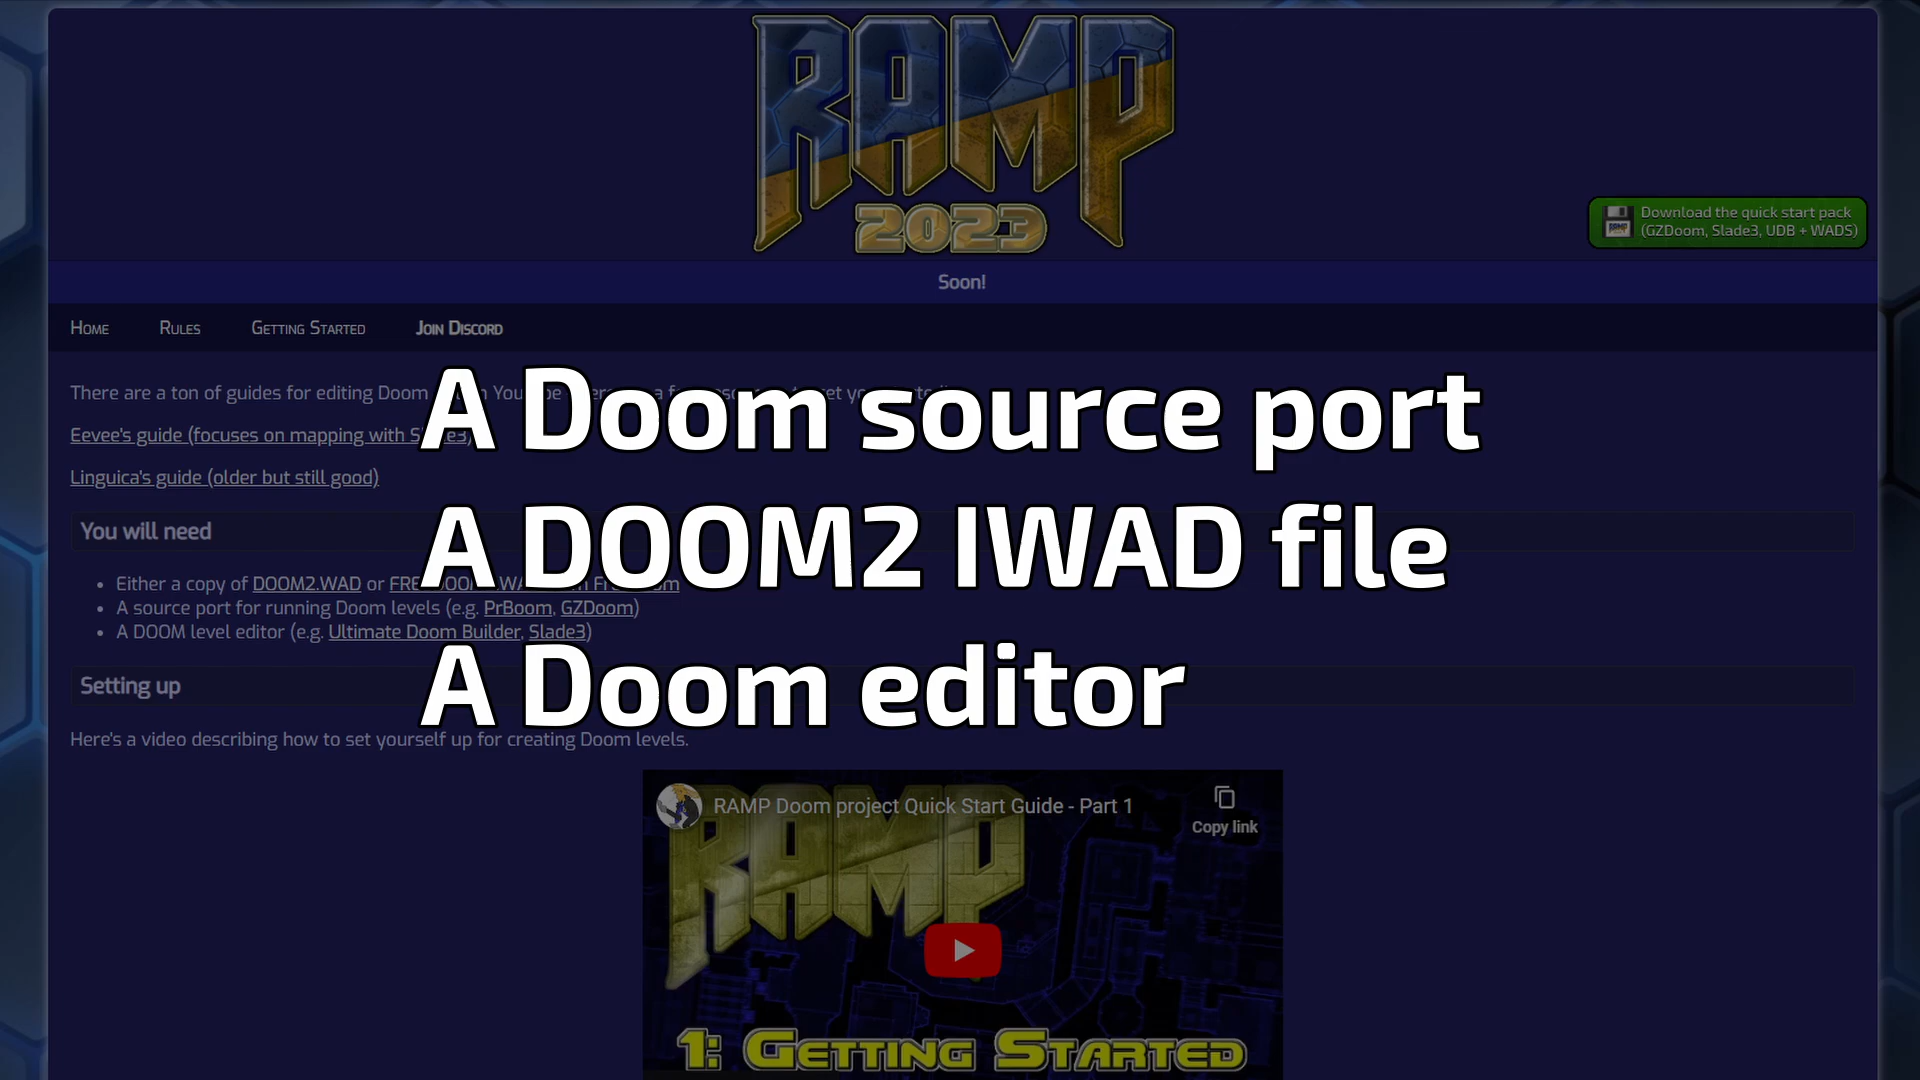 RAMP
2023
Download the quick start pack
(GZDoom, Slade3, UDB + WADS)
Soon!
Home Rules Getting Started Join Discord
There are a ton of guides for editing Doom
A Doom source port
Eevee's guide (focuses on mapping with
Linguica's guide (older but still good)
You will need
A DOOM2 IWAD file
Either a copy of DOOM2.WAD or
A source port for running Doom levels (e.g. PrBoom, GZDoom)
A DOOM level editor (e.g. Ultimate Doom Builder, Slade3)
Setting up
A Doom editor
Here's a video describing how to set yourself up for creating Doom levels.
RAMP Doom project Quick Start Guide - Part 1
Copy link
RAMP
1: Getting Started